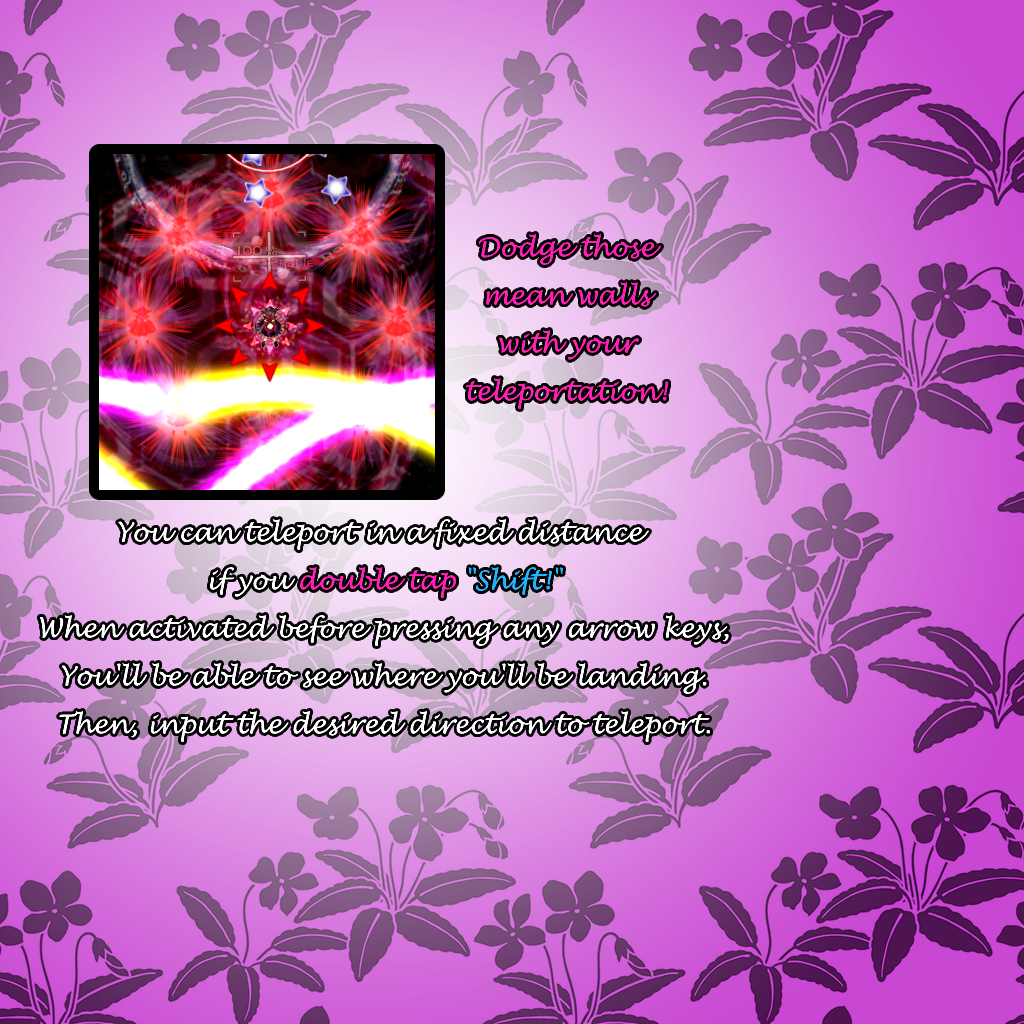 100%
Dodge those
mean walls
with your
teleportation!
You can teleport in a fixed distance
if you double tap "Shift!"
When activated before pressing any arrow keys,
You'll be able to see where you'll be landing.
Then, input the desired direction to teleport.